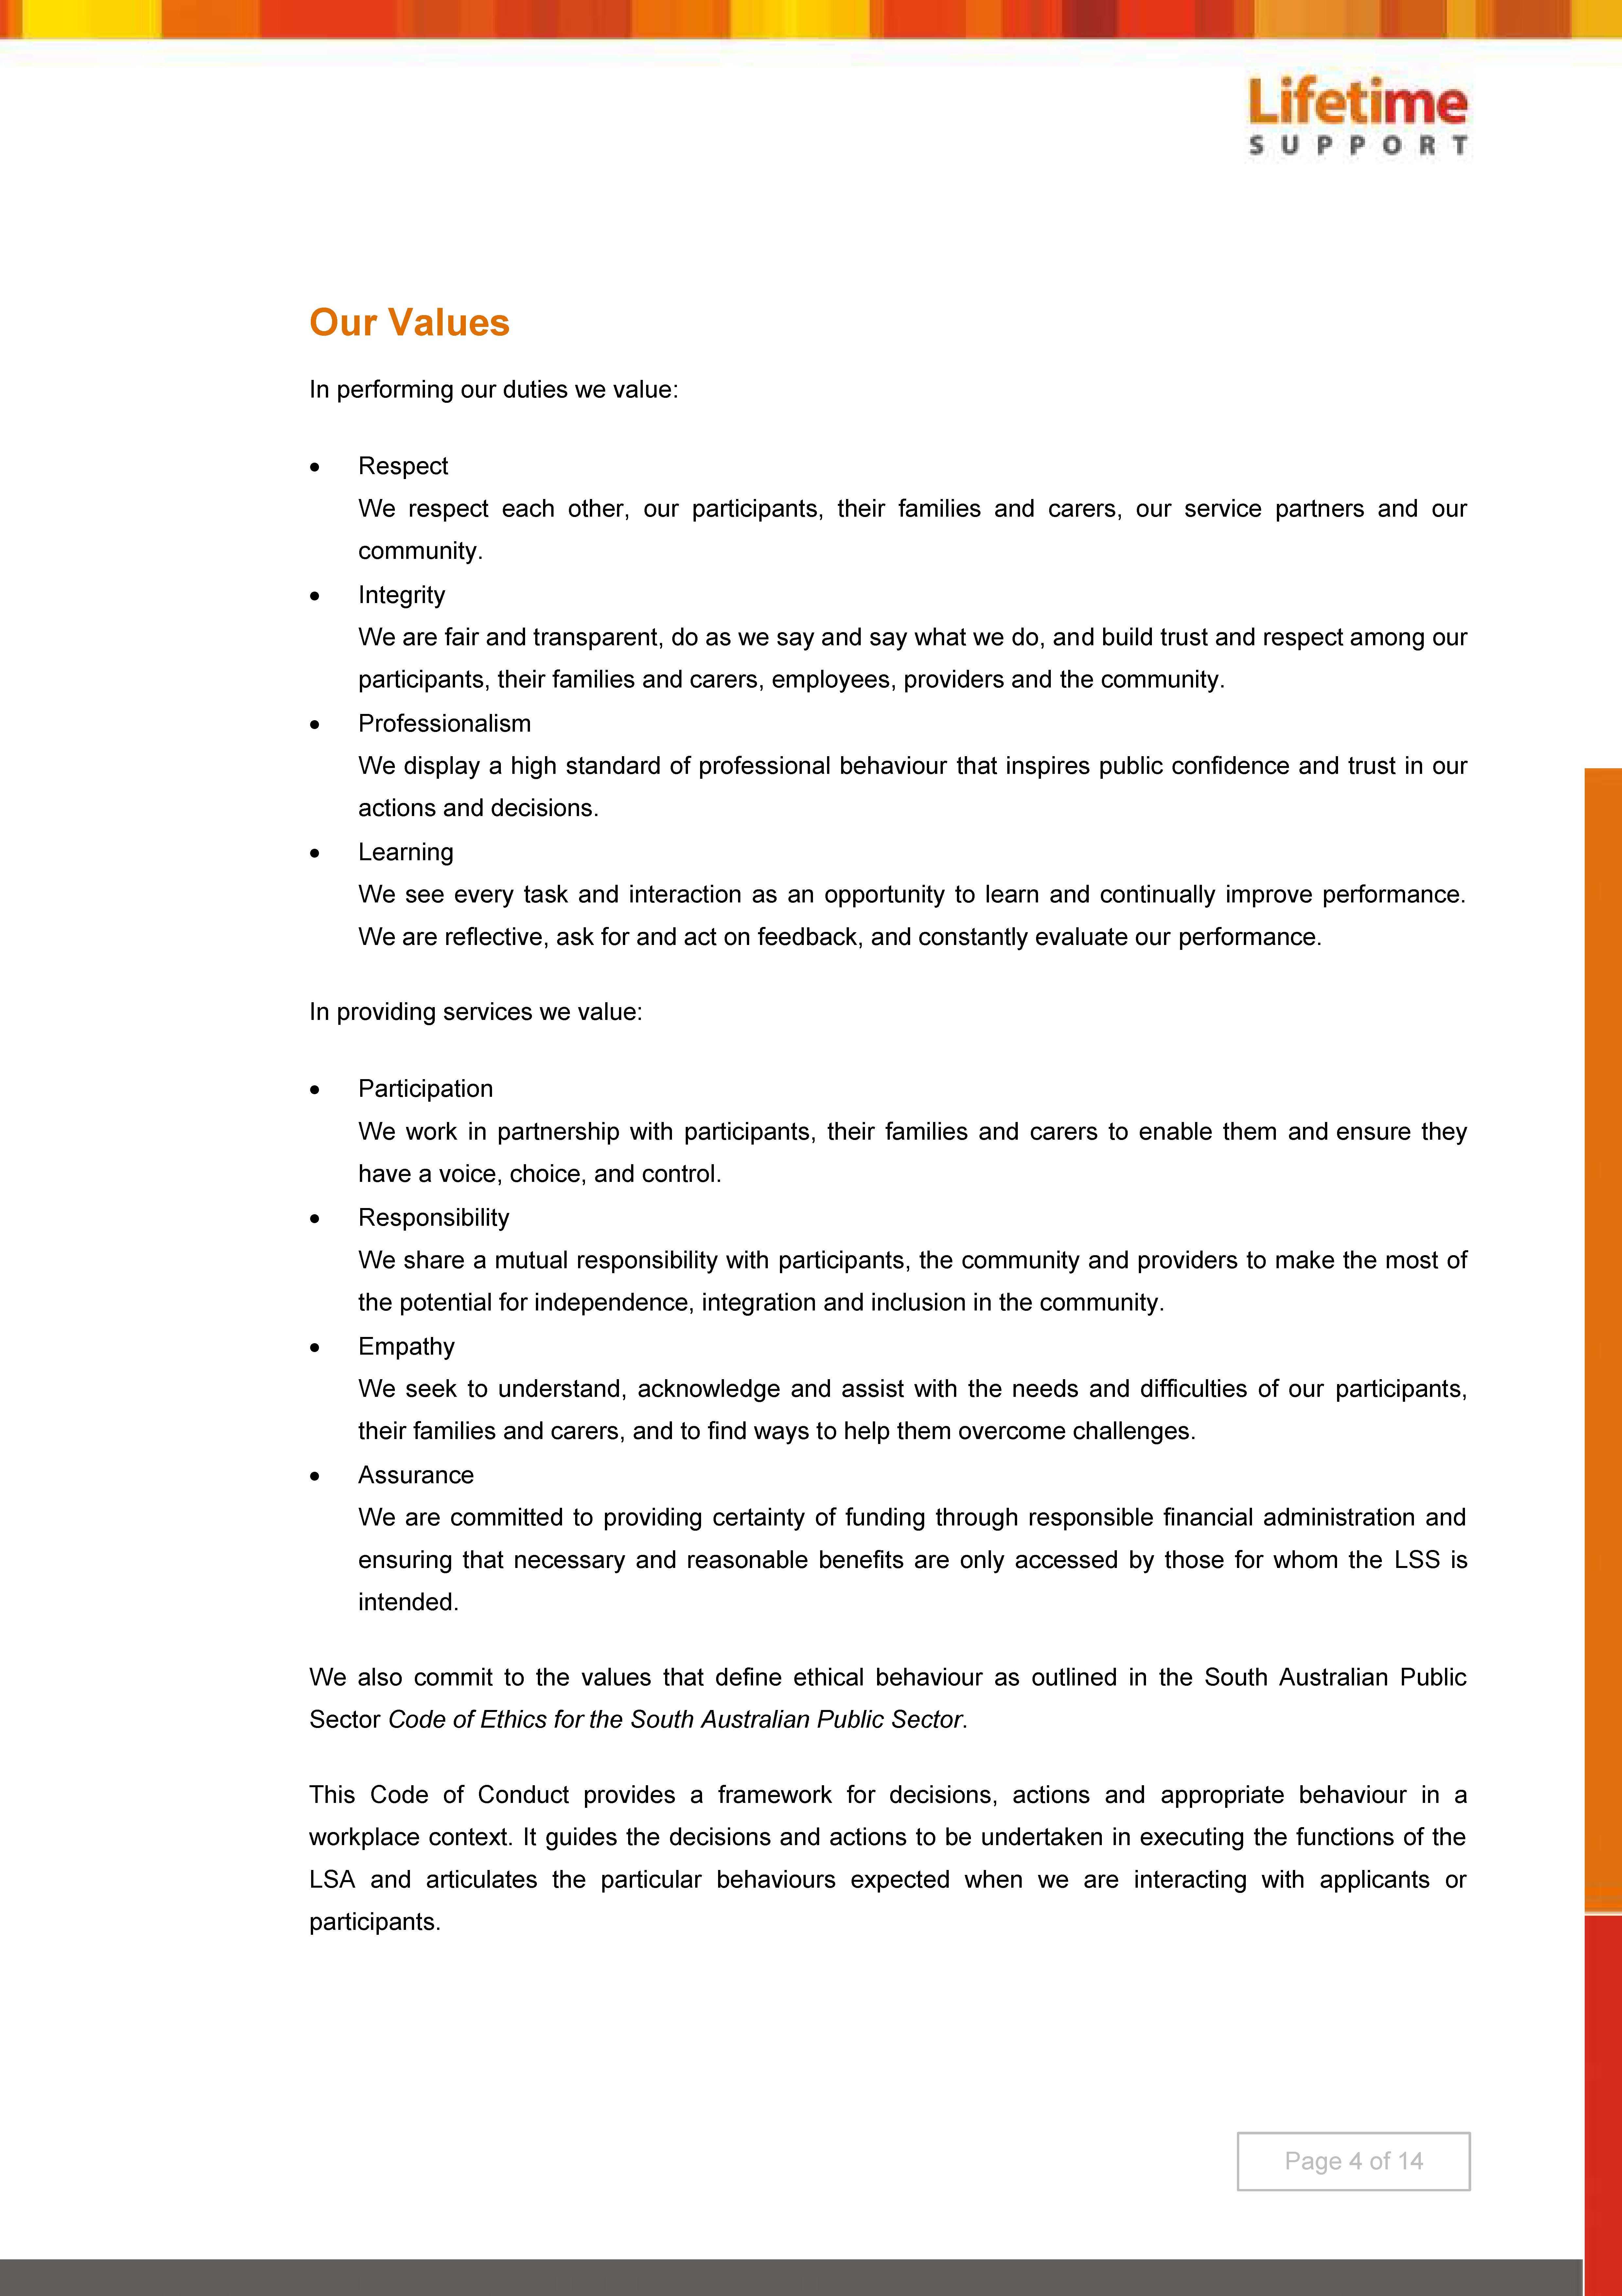 Lifetime
SUPPORT
Our Values
In performing our duties we value:
• Respect
We respect each other, our participants, their families and carers, our service partners and our
community.
• Integrity
We are fair and transparent, do as we say and say what we do, and build trust and respect among our
participants, their families and carers, employees, providers and the community.
• Professionalism
We display a high standard of professional behaviour that inspires public confidence and trust in our
actions and decisions.
• Learning
We see every task and interaction as an opportunity to learn and continually improve performance.
We are reflective, ask for and act on feedback, and constantly evaluate our performance.
In providing services we value:
• Participation
We work in partnership with participants, their families and carers to enable them and ensure they
have a voice, choice, and control.
• Responsibility
We share a mutual responsibility with participants, the community and providers to make the most of
the potential for independence, integration and inclusion in the community.
• Empathy
We seek to understand, acknowledge and assist with the needs and difficulties of our participants,
their families and carers, and to find ways to help them overcome challenges.
• Assurance
We are committed to providing certainty of funding through responsible financial administration and
ensuring that necessary and reasonable benefits are only accessed by those for whom the LSS is
intended.
We also commit to the values that define ethical behaviour as outlined in the South Australian Public
Sector Code of Ethics for the South Australian Public Sector.
This Code of Conduct provides a framework for decisions, actions and appropriate behaviour in a
workplace context. It guides the decisions and actions to be undertaken in executing the functions of the
LSA and articulates the particular behaviours expected when we are interacting with applicants or
participants.
Page 4 of 14